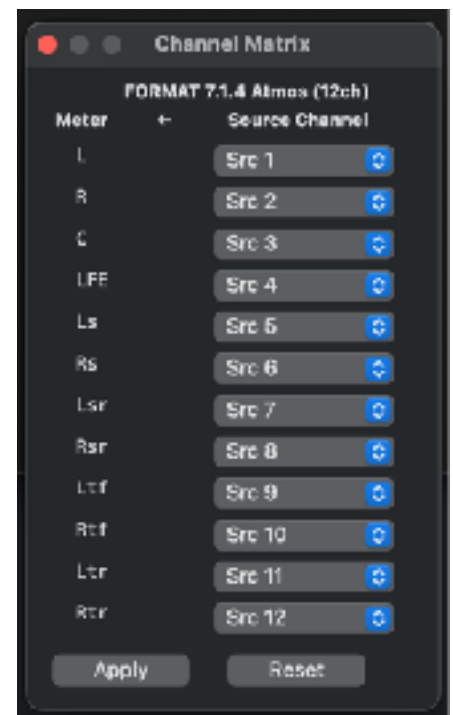 Channel Matrix
FORMAT 7.1.4 Atmos (12ch)
Meter ← Source Channel
L Src 1
R Src 2
C Src 3
LFE Src 4
Ls Src 5
Rs Src 6
Lsr Src 7
Rsr Src 8
Ltf Src 9
Rtf Src 10
Ltr Src 11
Rtr Src 12
Apply Reset